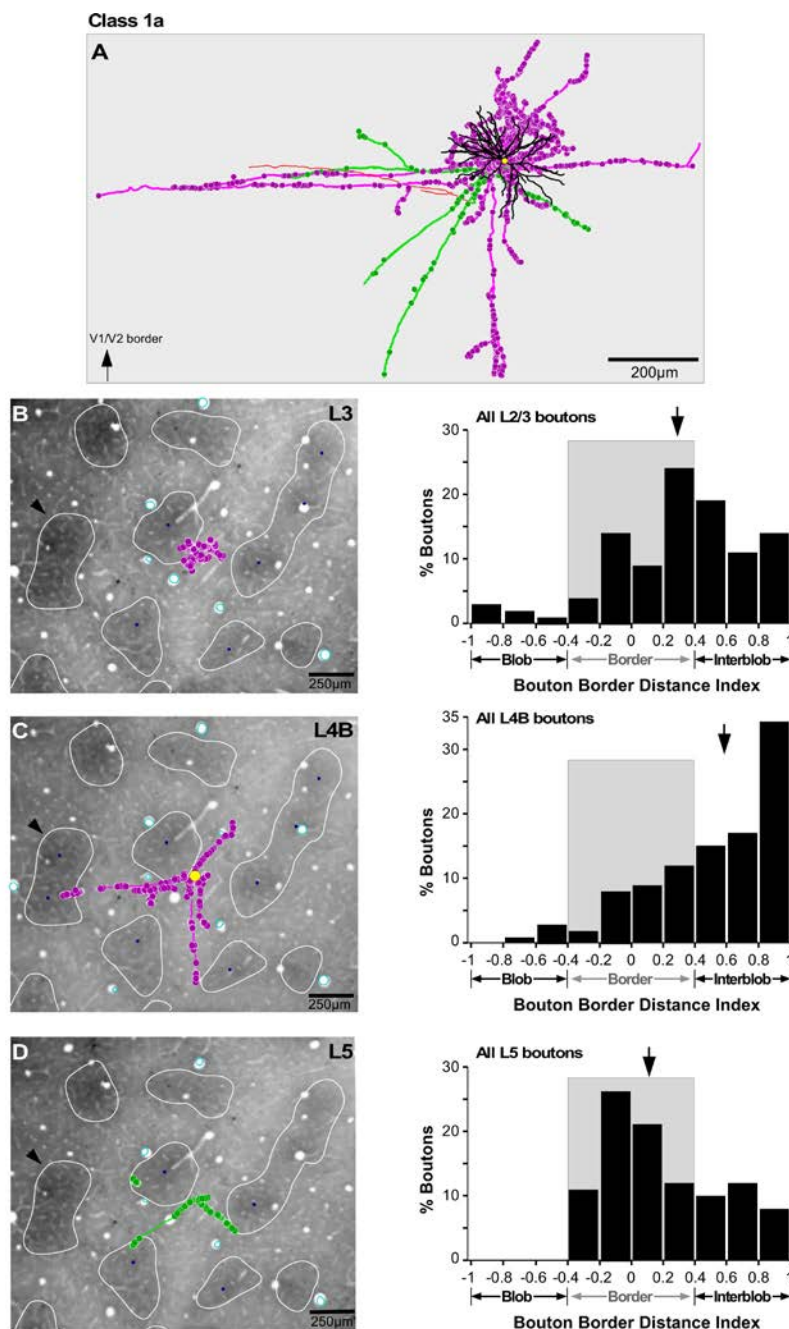 Class 1a
A
V1/V2 border
200µm
B
L3
250µm
All L2/3 boutons
30
20
10
0
% Boutons
-1 -0.8 -0.6 -0.4 -0.2 0 0.2 0.4 0.6 0.8 1
Blob Border Interblob
Bouton Border Distance Index
C
L4B
250µm
All L4B boutons
35
30
20
10
0
% Boutons
-1 -0.8 -0.6 -0.4 0.2 0 0.2 0.4 0.6 0.8 1
Blob Border Interblob
Bouton Border Distance Index
D
L5
250µm
All L5 boutons
30
20
10
0
% Boutons
-1 -0.8 -0.6 -0.4 -0.2 0 0.2 0.4 0.6 0.8 1
Blob Border Interblob
Bouton Border Distance Index